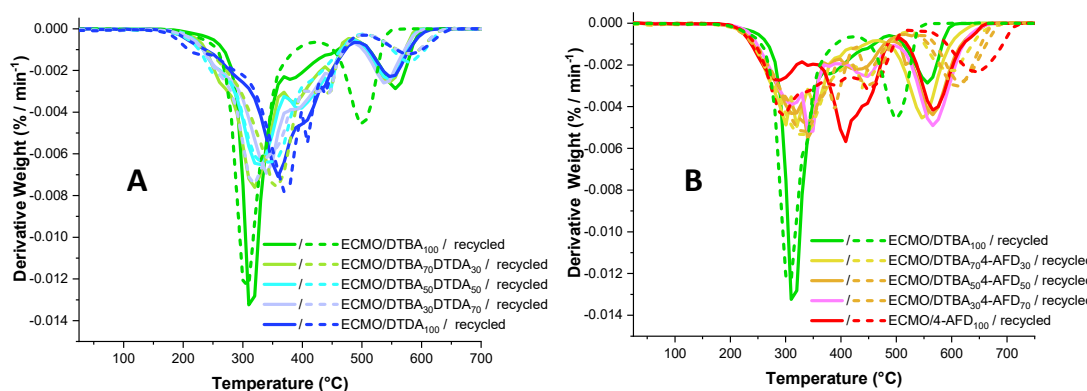 0.000
-0.002
-0.004
-0.006
-0.008
-0.010
-0.012
-0.014
Derivative Weight (% / min⁻¹)
A
/ ECMO/DTBA₁₀₀ / recycled
/ ECMO/DTBA₇₀DTDA₃₀ / recycled
/ ECMO/DTBA₅₀DTDA₅₀ / recycled
/ ECMO/DTBA₃₀DTDA₇₀ / recycled
/ ECMO/DTDA₁₀₀ / recycled
100 200 300 400 500 600 700
Temperature (°C)
0.000
-0.002
-0.004
-0.006
-0.008
-0.010
-0.012
-0.014
Derivative Weight (% / min⁻¹)
B
/ ECMO/DTBA₁₀₀ / recycled
/ ECMO/DTBA₇₀4-AFD₃₀ / recycled
/ ECMO/DTBA₅₀4-AFD₅₀ / recycled
/ ECMO/DTBA₃₀4-AFD₇₀ / recycled
/ ECMO/4-AFD₁₀₀ / recycled
100 200 300 400 500 600 700
Temperature (°C)